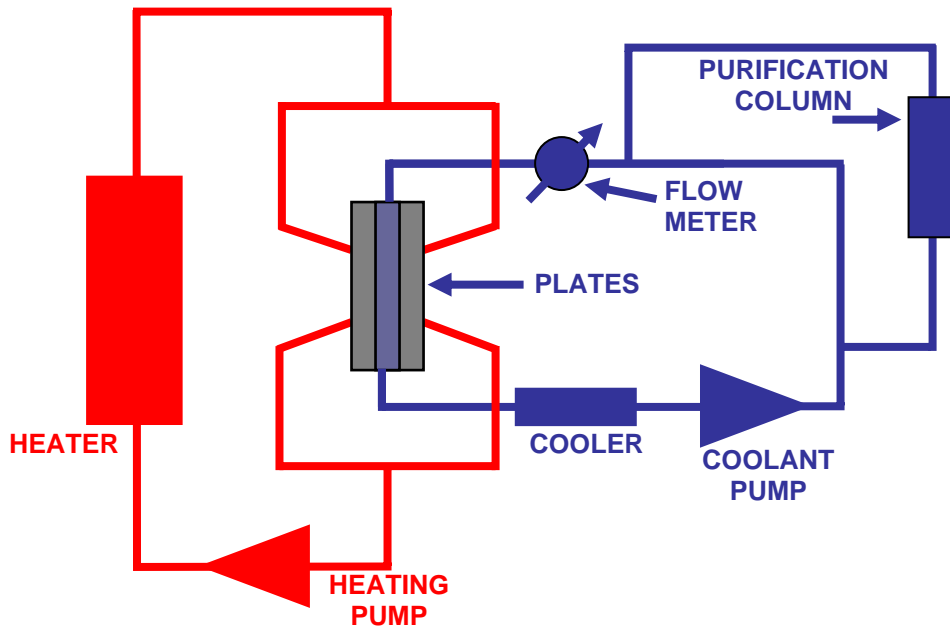 PURIFICATION
COLUMN
FLOW
METER
PLATES
HEATER
COOLER
COOLANT
PUMP
HEATING
PUMP